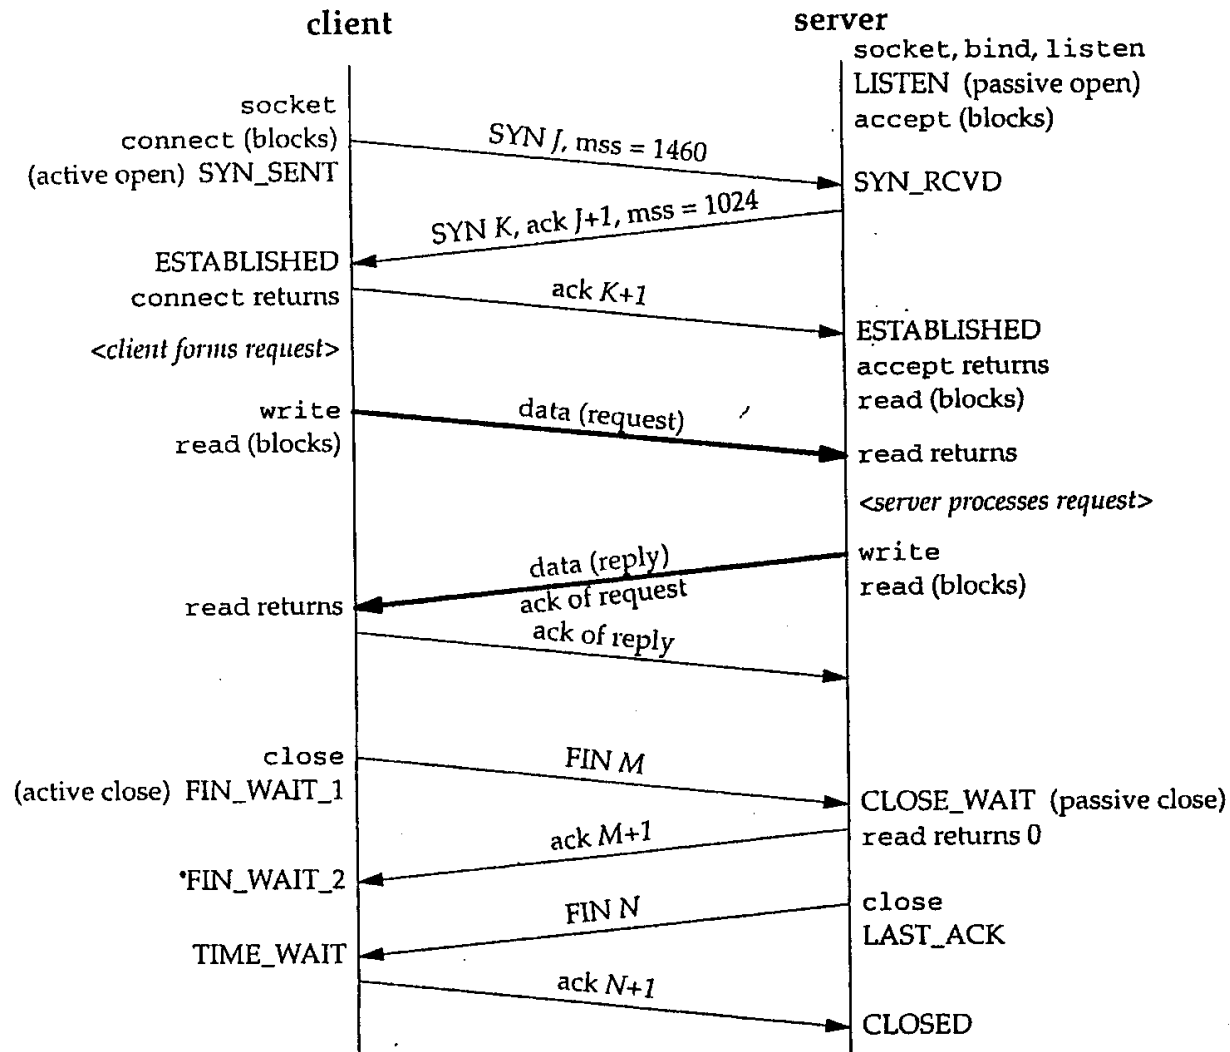 client
server
socket, bind, listen
LISTEN (passive open)
accept (blocks)
socket
connect (blocks)
(active open) SYN_SENT
SYN J, mss = 1460
SYN_RCVD
SYN K, ack J+1, mss = 1024
ESTABLISHED
connect returns
ack K+1
<client forms request>
ESTABLISHED
accept returns
read (blocks)
write
read (blocks)
data (request)
read returns
<server processes request>
write
read (blocks)
data (reply)
ack of request
read returns
ack of reply
close
(active close) FIN_WAIT_1
FIN M
CLOSE_WAIT (passive close)
read returns 0
ack M+1
FIN_WAIT_2
close
LAST_ACK
FIN N
TIME_WAIT
ack N+1
CLOSED